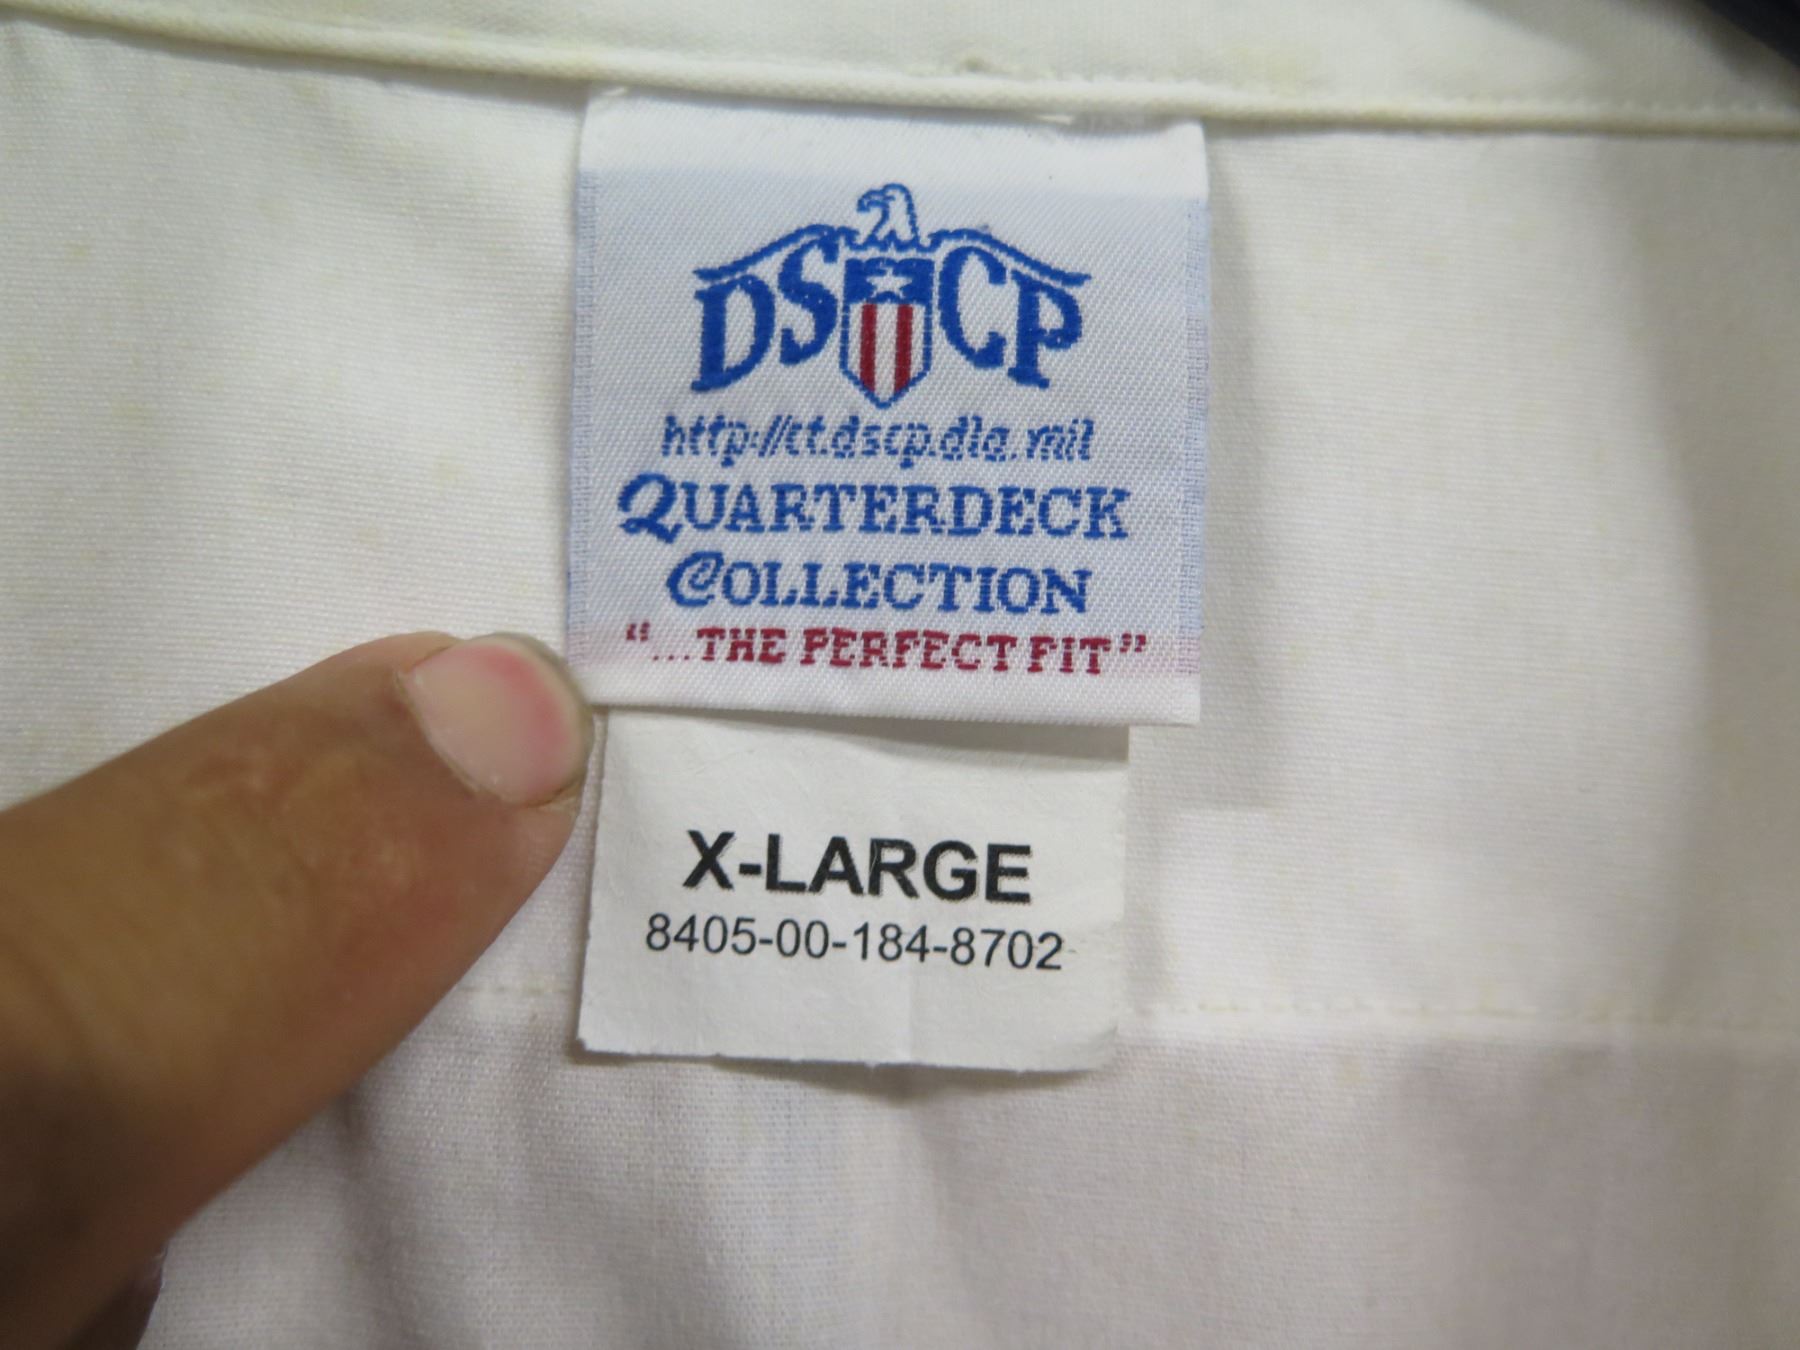 DSCP
http://ct.dscp.dla.mil
QUARTERDECK
COLLECTION
"...THE PERFECT FIT"
X-LARGE
8405-00-184-8702